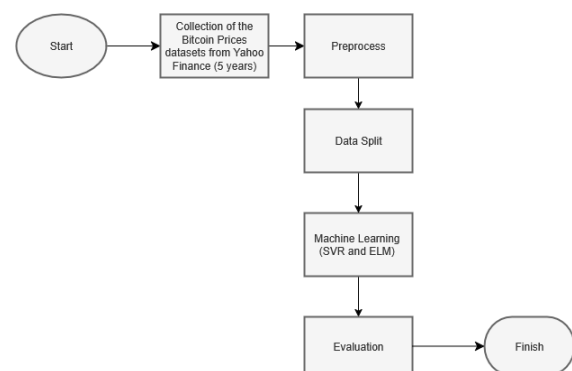 Start
Collection of the
Bitcoin Prices
datasets from Yahoo
Finance (5 years)
Preprocess
Data Split
Machine Learning
(SVR and ELM)
Evaluation
Finish